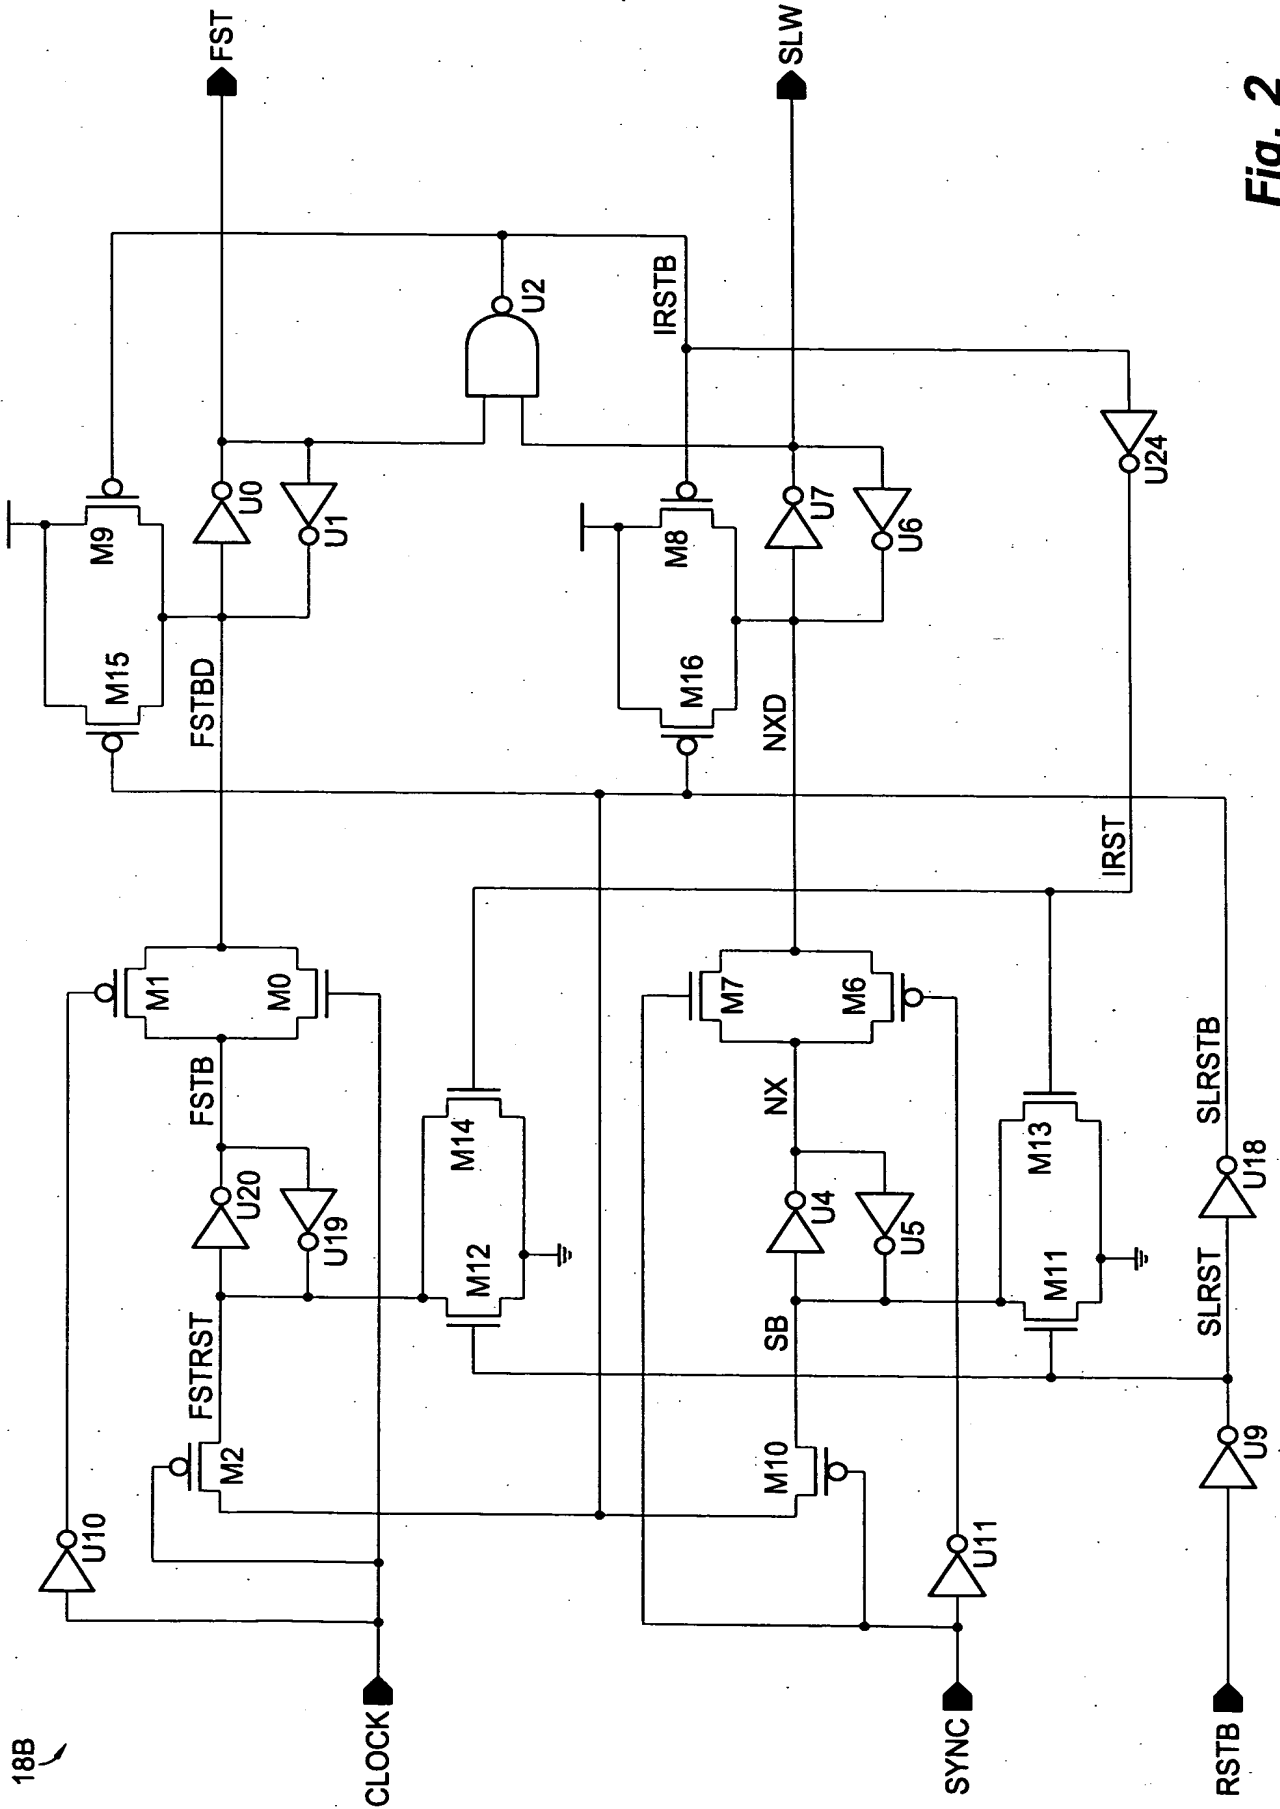 18B
CLOCK
SYNC
RSTB
U10
M2
FSTRST
U20
U19
FSTB
M1
M0
FSTBD
M15
M9
U0
U1
FST
M12
M14
U2
IRSTB
M10
SB
U4
U5
NX
M7
M6
NXD
M16
M8
U7
U6
SLW
U11
M11
M13
IRST
U24
U9
SLRST
U18
SLRSTB
Fig. 2